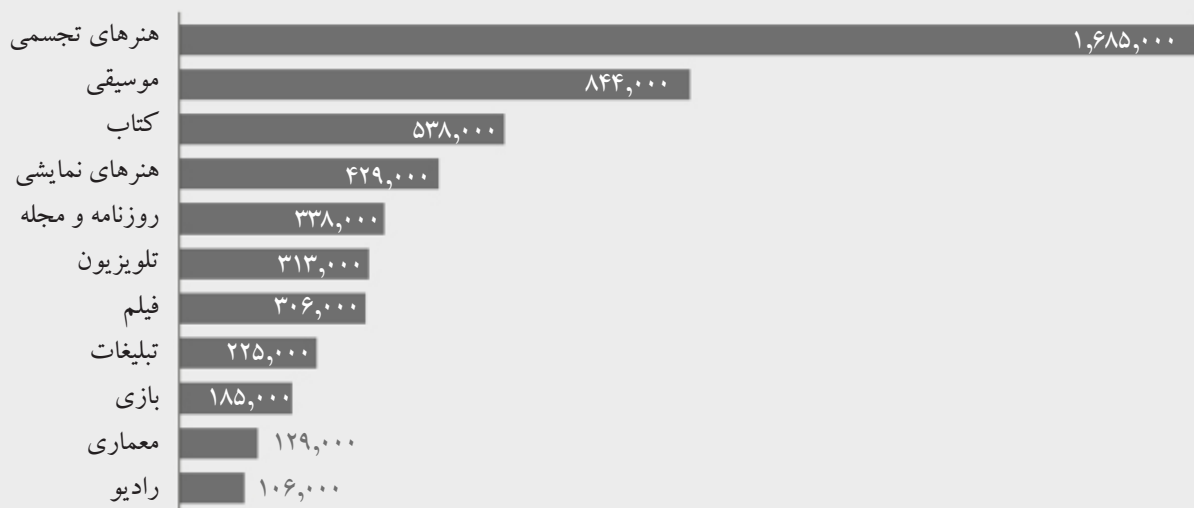 هنرهای تجسمی ۱,۶۸۵,۰۰۰
موسیقی ۸۴۴,۰۰۰
کتاب ۵۳۸,۰۰۰
هنرهای نمایشی ۴۲۹,۰۰۰
روزنامه و مجله ۳۳۸,۰۰۰
تلویزیون ۳۱۳,۰۰۰
فیلم ۳۰۶,۰۰۰
تبلیغات ۲۲۵,۰۰۰
بازی ۱۸۵,۰۰۰
معماری ۱۲۹,۰۰۰
رادیو ۱۰۶,۰۰۰